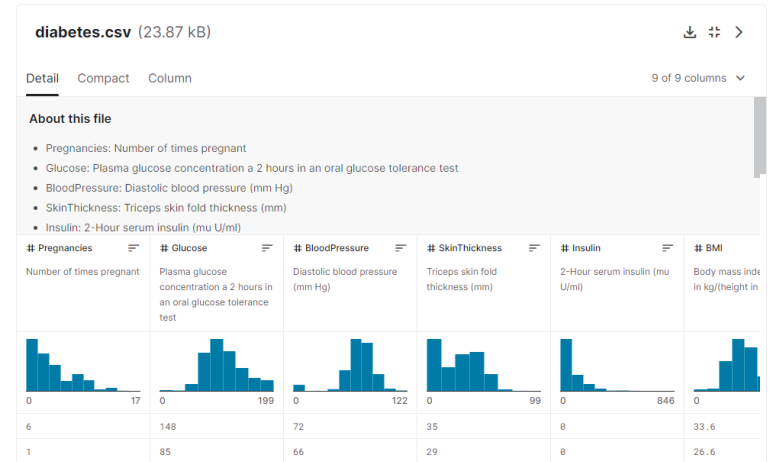 diabetes.csv (23.87 kB)
Detail Compact Column 9 of 9 columns
About this file
Pregnancies: Number of times pregnant
Glucose: Plasma glucose concentration a 2 hours in an oral glucose tolerance test
BloodPressure: Diastolic blood pressure (mm Hg)
SkinThickness: Triceps skin fold thickness (mm)
Insulin: 2-Hour serum insulin (mu U/ml)
# Pregnancies # Glucose # BloodPressure # SkinThickness # Insulin # BMI
Number of times pregnant Plasma glucose Diastolic blood pressure Triceps skin fold 2-Hour serum insulin (mu Body mass inde
concentration a 2 hours in (mm Hg) thickness (mm) U/ml) in kg/(height in
an oral glucose tolerance
test
0 17 0 199 0 122 0 99 0 846 0
6 148 72 35 0 33.6
1 85 66 29 0 26.6